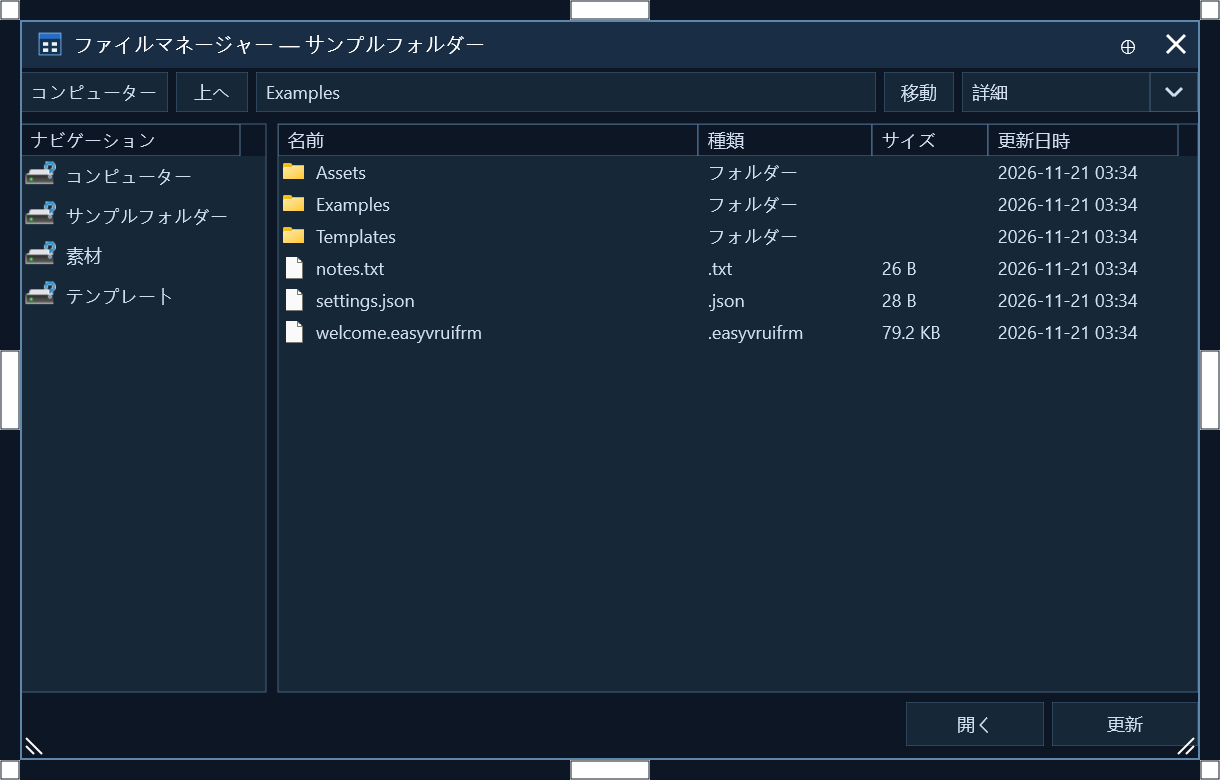 ファイルマネージャー — サンプルフォルダー
コンピューター 上へ Examples 移動 詳細
ナビゲーション
コンピューター
サンプルフォルダー
素材
テンプレート
名前 種類 サイズ 更新日時
Assets フォルダー 2026-11-21 03:34
Examples フォルダー 2026-11-21 03:34
Templates フォルダー 2026-11-21 03:34
notes.txt .txt 26 B 2026-11-21 03:34
settings.json .json 28 B 2026-11-21 03:34
welcome.easyvruifrm .easyvruifrm 79.2 KB 2026-11-21 03:34
開く 更新